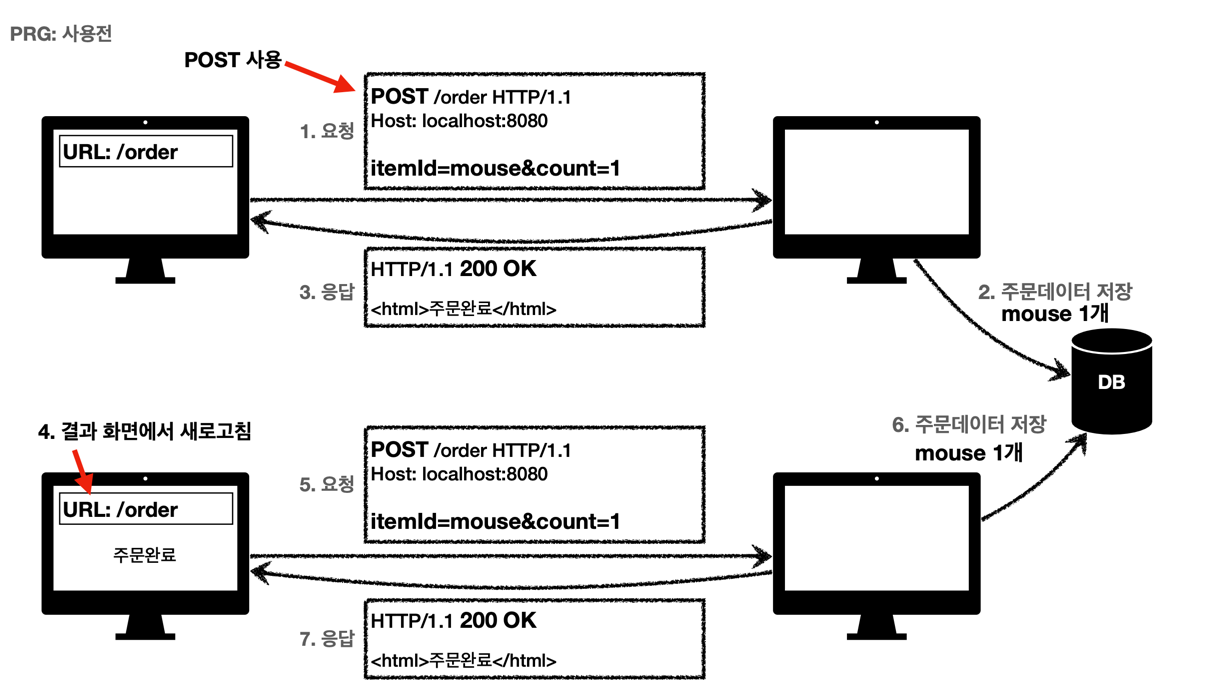 PRG: 사용전
POST 사용
1. 요청
POST /order HTTP/1.1
Host: localhost:8080
itemId=mouse&count=1
URL: /order
3. 응답
HTTP/1.1 200 OK
<html>주문완료</html>
2. 주문데이터 저장
mouse 1개
DB
4. 결과 화면에서 새로고침
URL: /order
주문완료
5. 요청
POST /order HTTP/1.1
Host: localhost:8080
itemId=mouse&count=1
6. 주문데이터 저장
mouse 1개
7. 응답
HTTP/1.1 200 OK
<html>주문완료</html>